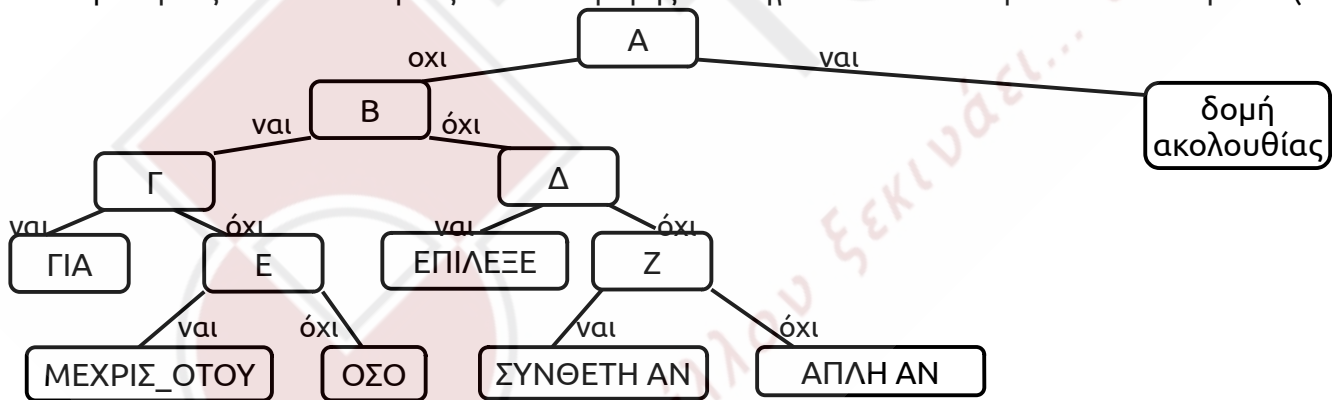 Α
οχι
ναι
Β
δομή
ακολουθίας
ναι
όχι
Γ
Δ
ναι
όχι
ναι
όχι
ΓΙΑ
Ε
ΕΠΙΛΕΞΕ
Ζ
ναι
όχι
ναι
όχι
ΜΕΧΡΙΣ_ΟΤΟΥ
ΟΣΟ
ΣΥΝΘΕΤΗ ΑΝ
ΑΠΛΗ ΑΝ
ξεκινάει...